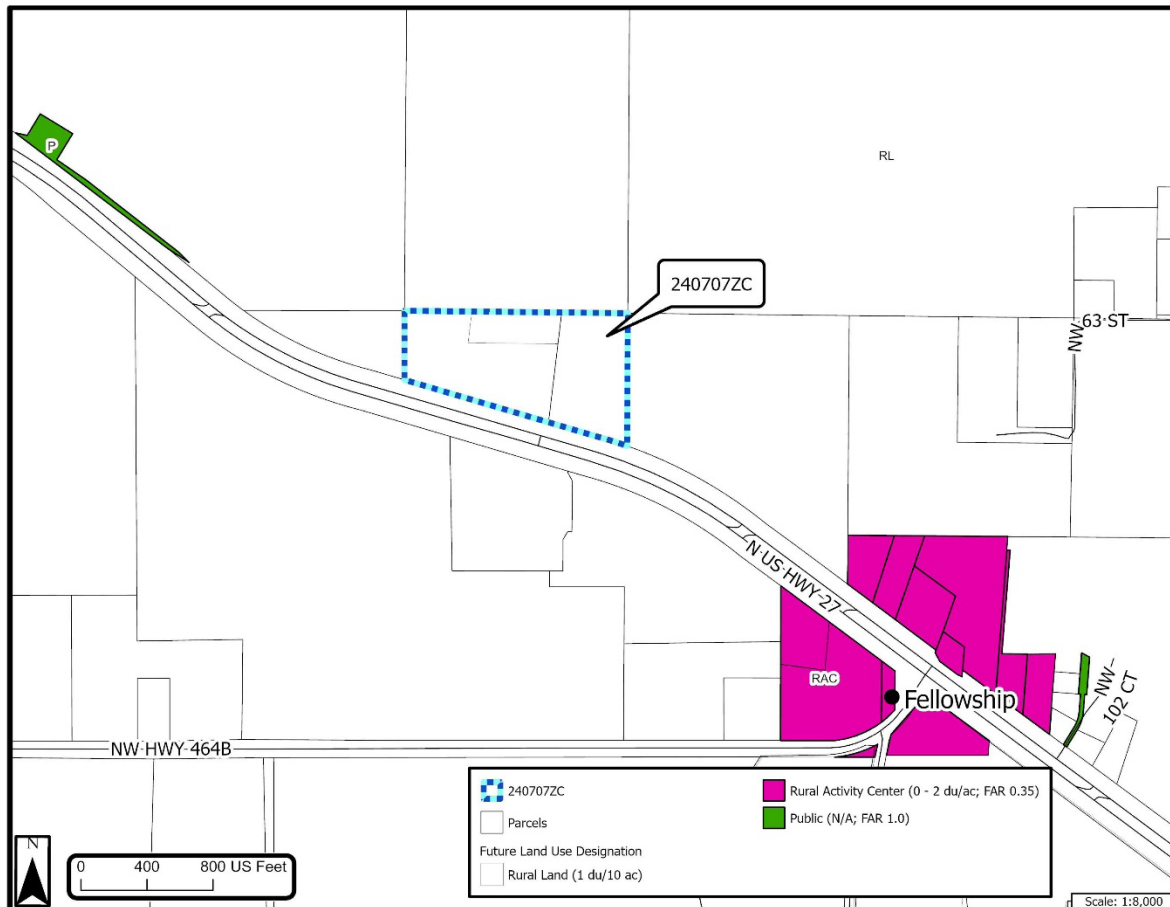 P
RL
240707ZC
NW 63 ST
N US HWY 27
RAC
Fellowship
NW 102 CT
NW HWY 464B
240707ZC
Parcels
Future Land Use Designation
Rural Land (1 du/10 ac)
Rural Activity Center (0 - 2 du/ac; FAR 0.35)
Public (N/A; FAR 1.0)
N
0 400 800 US Feet
Scale: 1:8,000